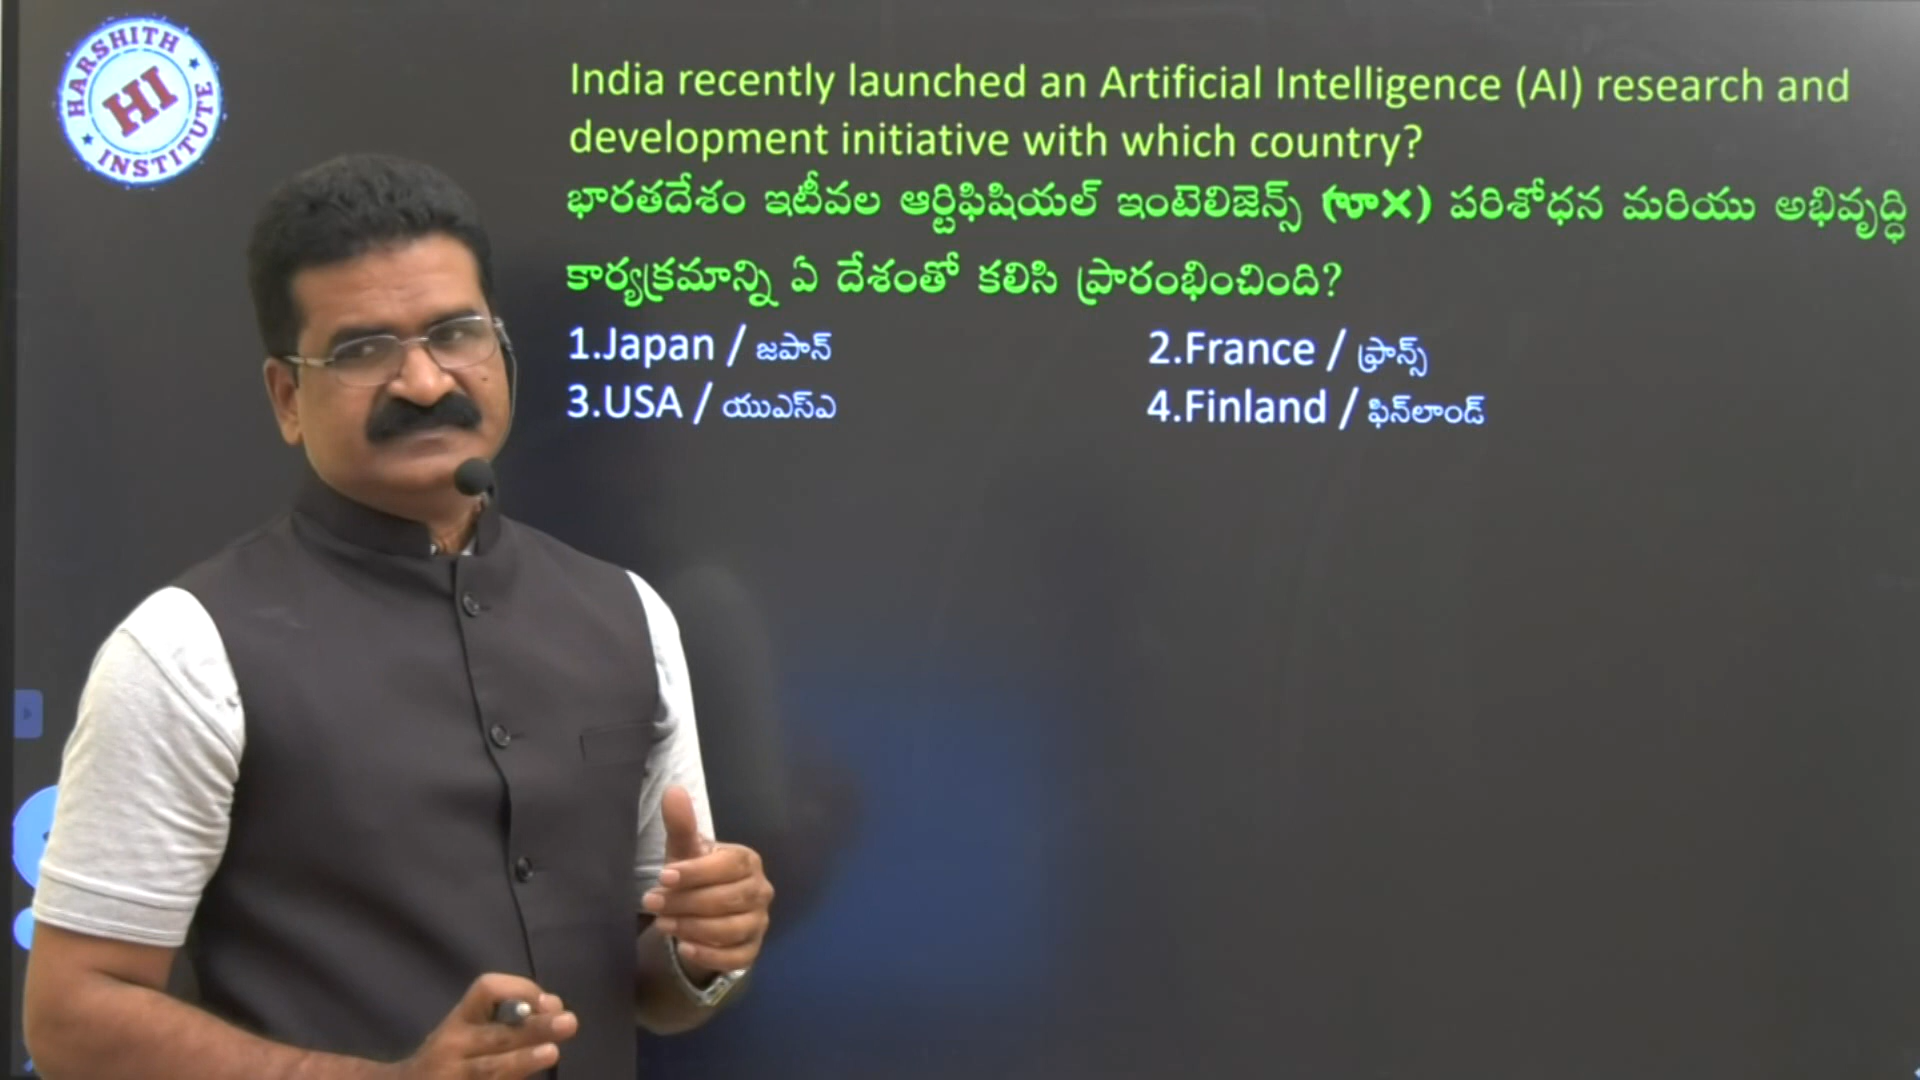 HARSHITH
HI
INSTITUTE
India recently launched an Artificial Intelligence (AI) research and
development initiative with which country?
భారతదేశం ఇటీవల ఆర్టిఫిషియల్ ఇంటెలిజెన్స్ పరిశోధన మరియు అభివృద్ధి
కార్యక్రమాన్ని ఏ దేశంతో కలిసి ప్రారంభించింది?
1.Japan / జపాన్ 2.France / ఫ్రాన్స్
3.USA / యుఎస్ఎ 4.Finland / ఫిన్‌లాండ్